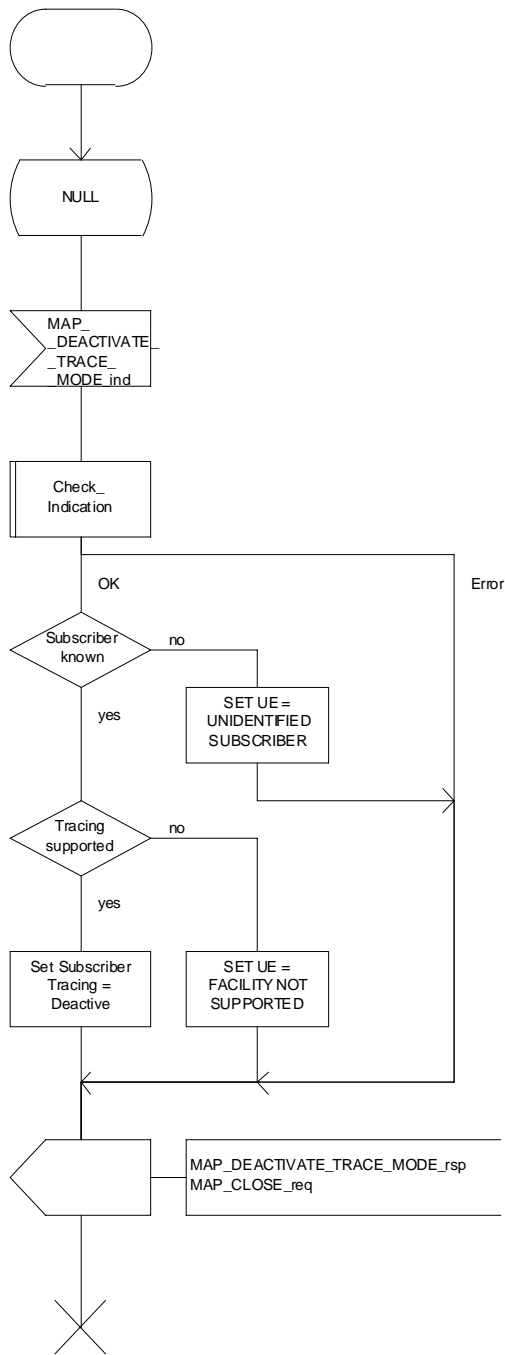 NULL
MAP_
_DEACTIVATE_
_TRACE_
_MODE_ind
Check_
Indication
OK
Error
Subscriber
known
no
yes
SET UE =
UNIDENTIFIED
SUBSCRIBER
Tracing
supported
no
yes
Set Subscriber
Tracing =
Deactive
SET UE =
FACILITY NOT
SUPPORTED
MAP_DEACTIVATE_TRACE_MODE_rsp
MAP_CLOSE_req